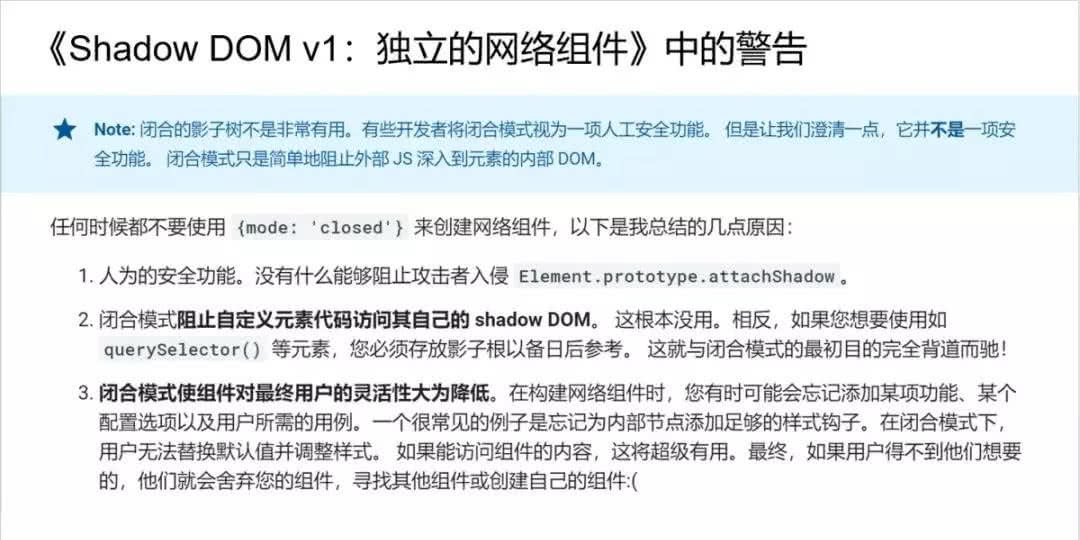 《Shadow DOM v1：独立的网络组件》中的警告
Note: 闭合的影子树不是非常有用。有些开发者将闭合模式视为一项人工安全功能。 但是让我们澄清一点，它并不是一项安
全功能。 闭合模式只是简单地阻止外部 JS 深入到元素的内部 DOM。
任何时候都不要使用 {mode: 'closed'} 来创建网络组件，以下是我总结的几点原因：
1. 人为的安全功能。没有什么能够阻止攻击者入侵 Element.prototype.attachShadow。
2. 闭合模式阻止自定义元素代码访问其自己的 shadow DOM。 这根本没用。相反，如果您想要使用如
querySelector() 等元素，您必须存放影子根以备日后参考。 这就与闭合模式的最初目的完全背道而驰！
3. 闭合模式使组件对最终用户的灵活性大为降低。在构建网络组件时，您有时可能会忘记添加某项功能、某个
配置选项以及用户所需的用例。一个很常见的例子是忘记为内部节点添加足够的样式钩子。在闭合模式下，
用户无法替换默认值并调整样式。 如果能访问组件的内容，这将超级有用。最终，如果用户得不到他们想要
的，他们就会舍弃您的组件，寻找其他组件或创建自己的组件:(